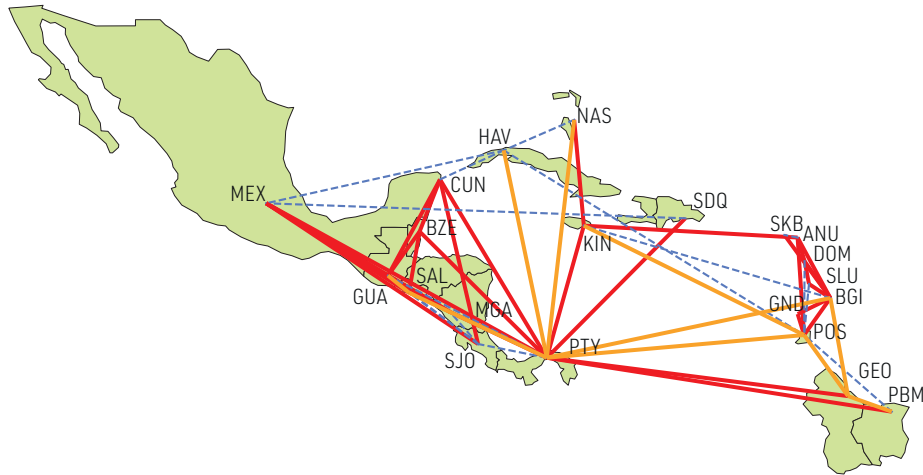 NAS
HAV
CUN
MEX
SDQ
BZE
SKB
ANU
KIN
DOM
SAL
SLU
GUA
BGI
MGA
GND
POS
SJO
PTY
GEO
PBM